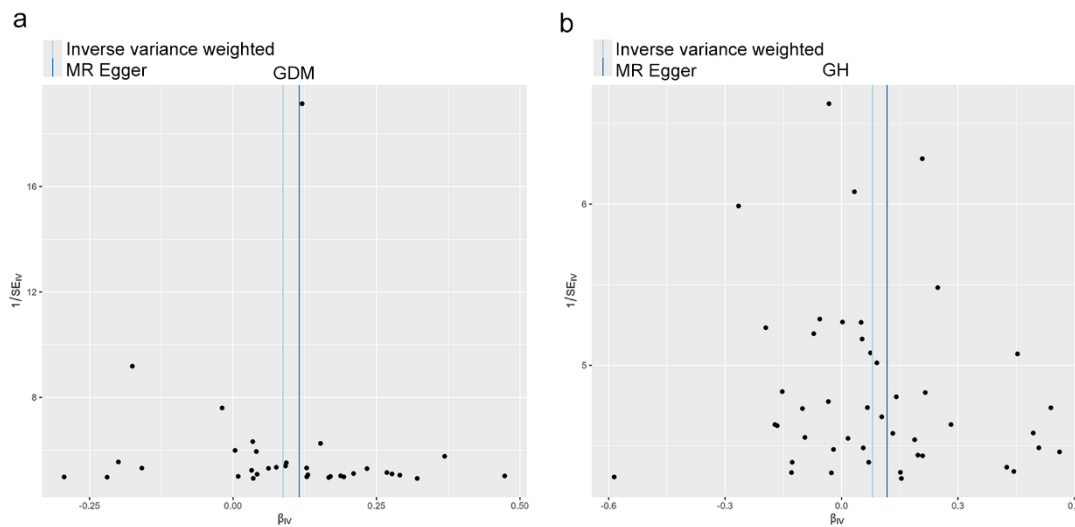 a
Inverse variance weighted
MR Egger
GDM
16
12
8
1/SEIV
-0.25
0.00
0.25
0.50
βIV
b
Inverse variance weighted
MR Egger
GH
6
5
1/SEIV
-0.6
-0.3
0.0
0.3
βIV